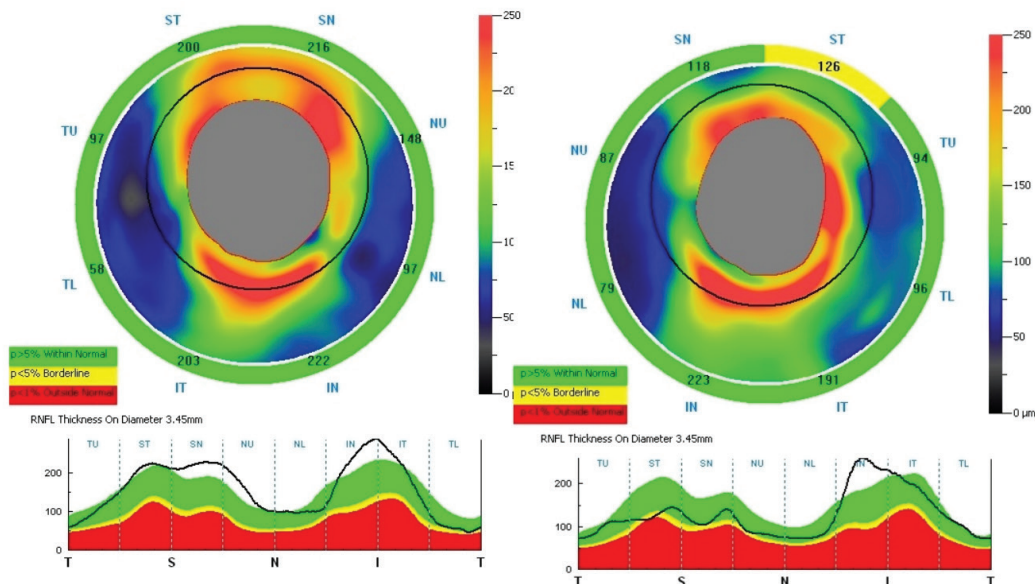 ST SN
200 216
TU NU
97 148
58 97
TL NL
203 222
IT IN
250
200
0
p>5% Within Normal
p<5% Borderline
p<1% Outside Normal
RNFL Thickness On Diameter 3.45mm
TU ST SN NU NL IN IT TL
200
100
0
T S N I T
SN ST
118 126
NU TU
87 94
79 96
NL TL
223 191
IN IT
250
200
150
100
50
0 µm
p>5% Within Normal
p<5% Borderline
p<1% Outside Normal
RNFL Thickness On Diameter 3.45mm
TU ST SN NU NL IN IT TL
200
100
0
T S N I T